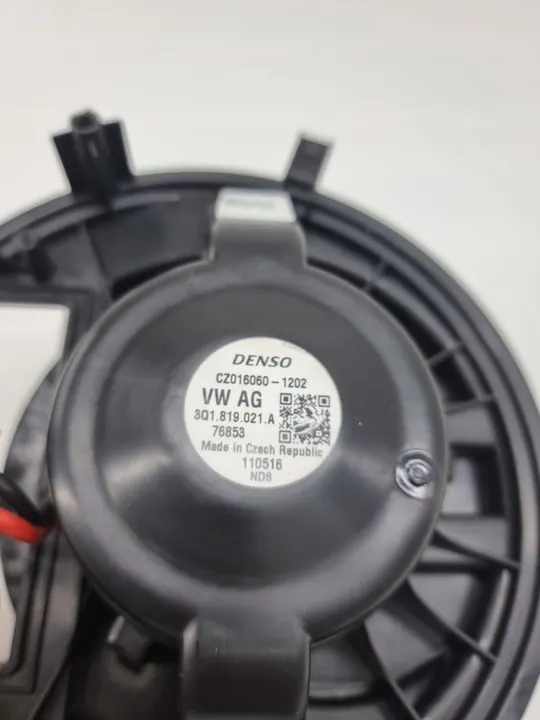 DENSO
CZ016060-1202
VW AG
3Q1.819.021.A
76853
Made in Czech Republic
110516
ND8